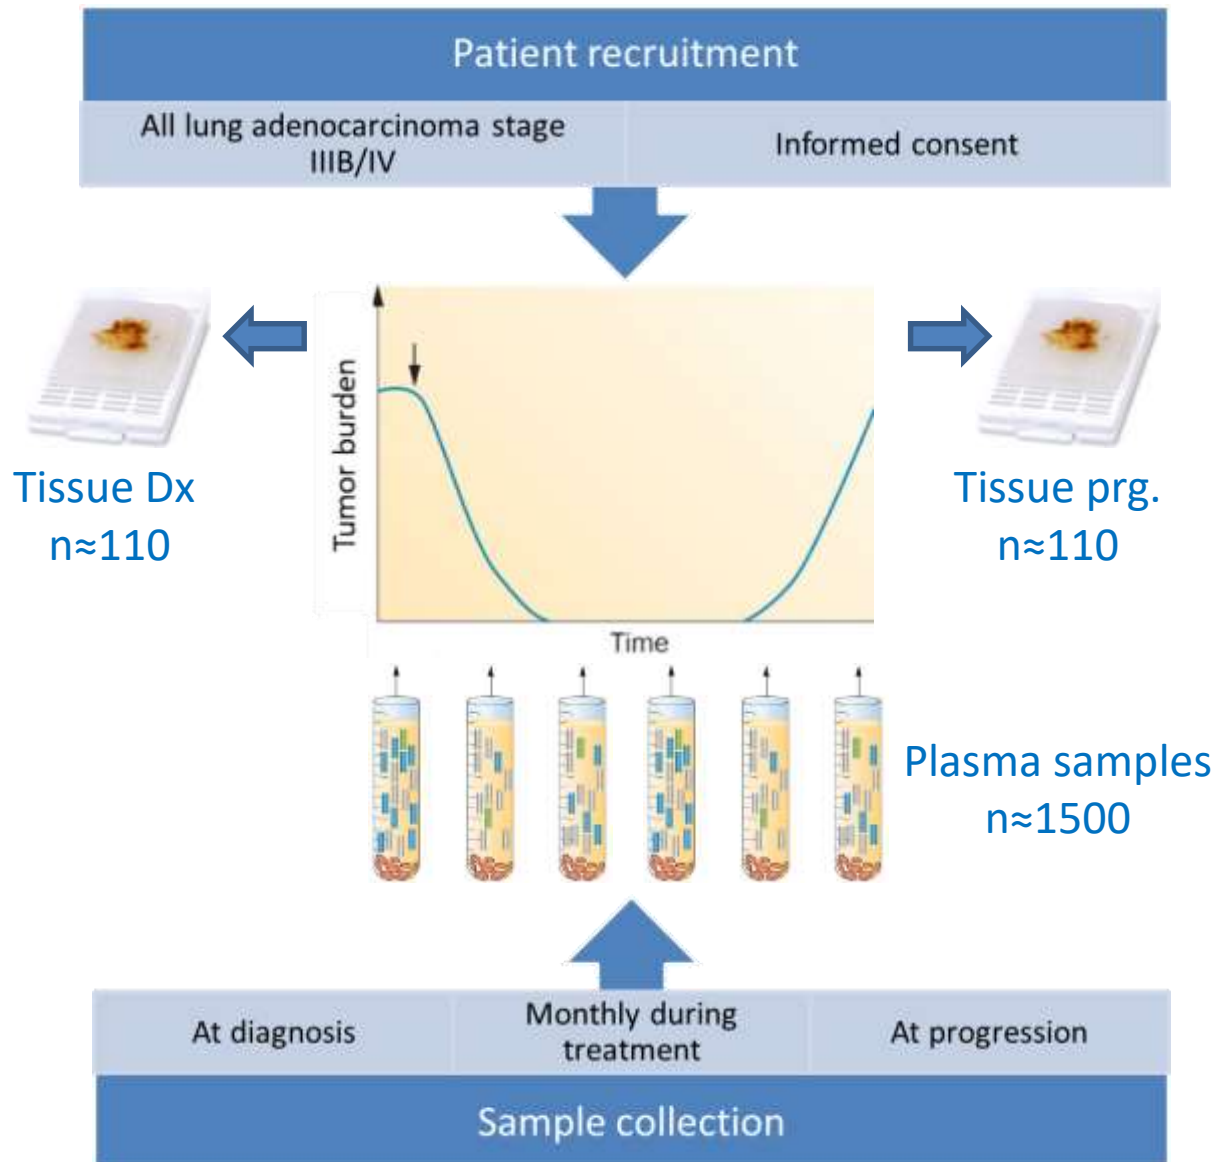 Patient recruitment
All lung adenocarcinoma stage
IIIB/IV
Informed consent
Tumor burden
Tissue Dx
n≈110
Tissue prg.
n≈110
Time
Plasma samples
n≈1500
At diagnosis
Monthly during
treatment
At progression
Sample collection